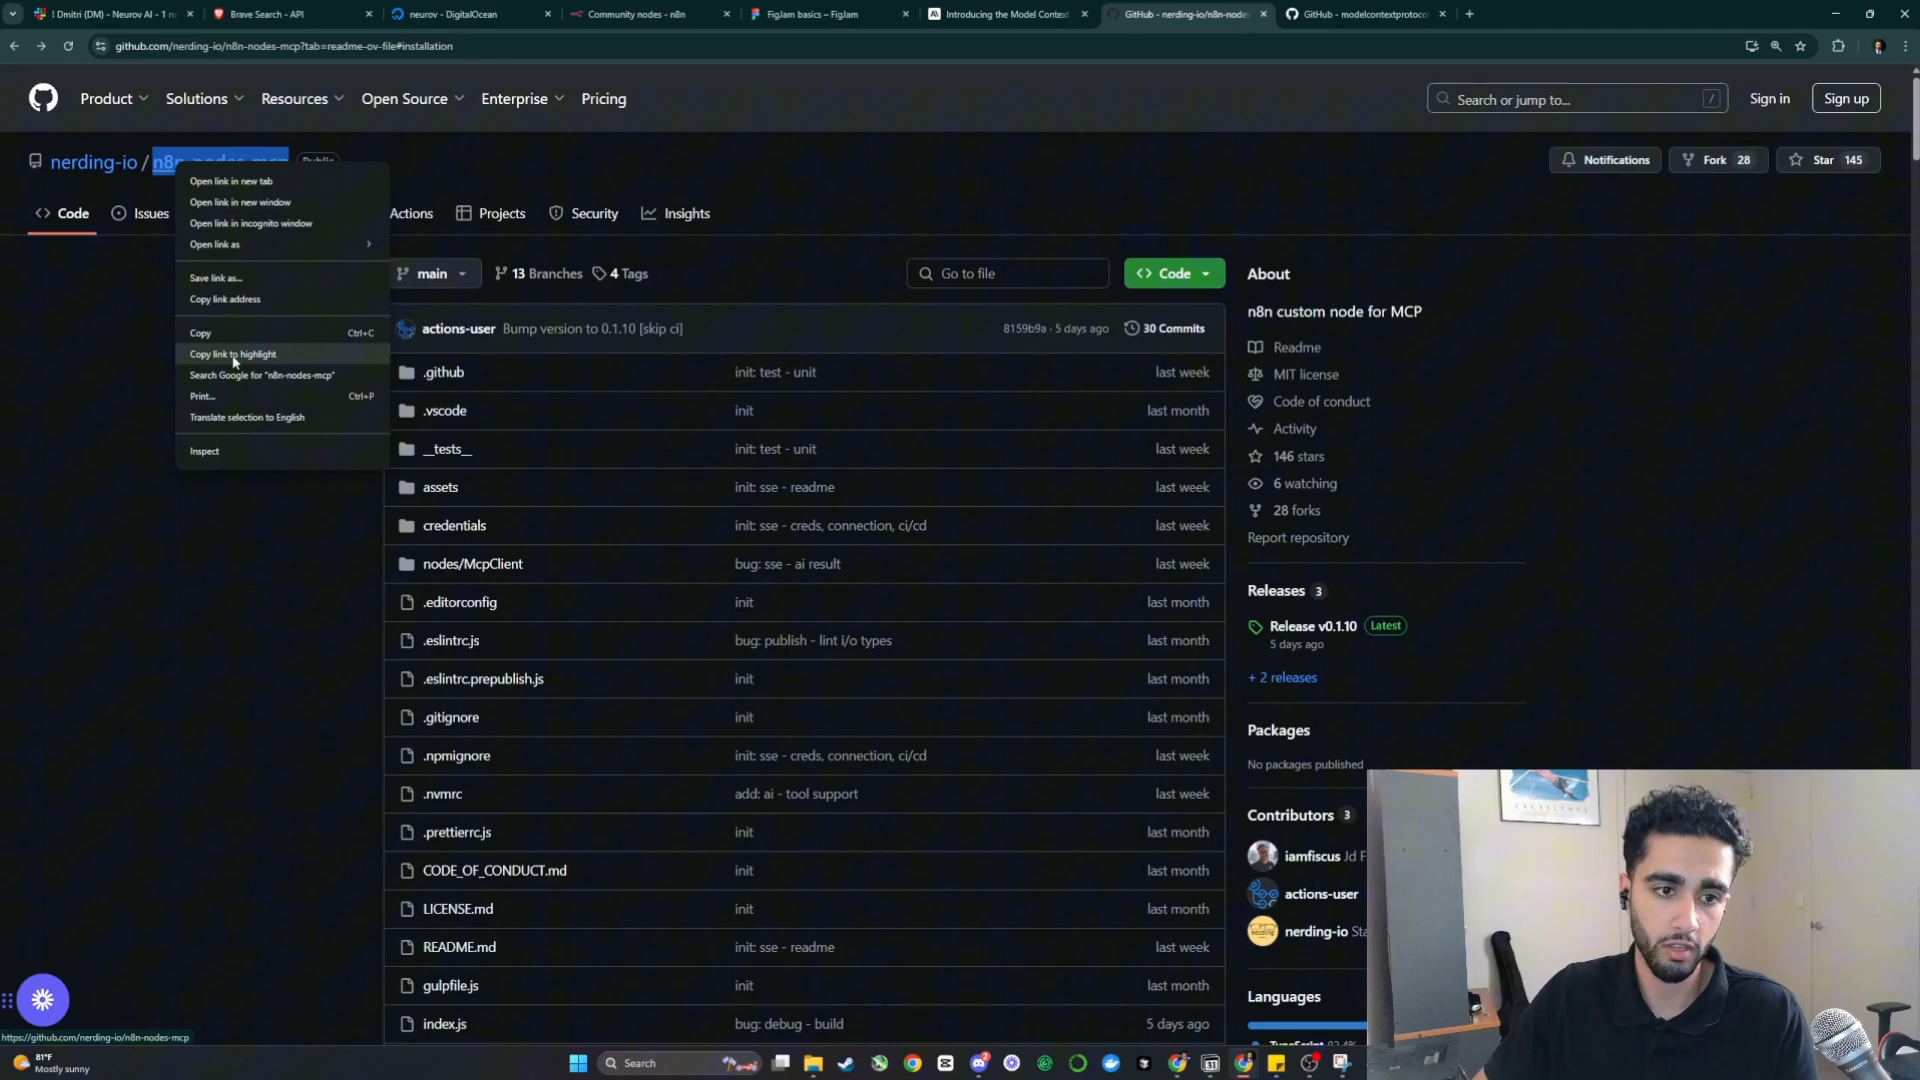 ! Dmitri (DM) - Neurov AI - 1 n
Brave Search - API
neurov - DigitalOcean
Community nodes - n8n
FigJam basics – FigJam
Introducing the Model Context
GitHub - nerding-io/n8n-nodes-
GitHub - modelcontextprotoco
github.com/nerding-io/n8n-nodes-mcp?tab=readme-ov-file#installation
Product
Solutions
Resources
Open Source
Enterprise
Pricing
Search or jump to...
/
Sign in
Sign up
nerding-io / n8n-nodes-mcp
Public
Notifications
Fork 28
Star 145
Code
Issues
Actions
Projects
Security
Insights
Open link in new tab
Open link in new window
Open link in incognito window
Open link as
Save link as...
Copy link address
Copy Ctrl+C
Copy link to highlight
Search Google for "n8n-nodes-mcp"
Print... Ctrl+P
Translate selection to English
Inspect
main
13 Branches
4 Tags
Go to file
Code
actions-user Bump version to 0.1.10 [skip ci] 8159b9a · 5 days ago 30 Commits
.github init: test - unit last week
.vscode init last month
__tests__ init: test - unit last week
assets init: sse - readme last week
credentials init: sse - creds, connection, ci/cd last week
nodes/McpClient bug: sse - ai result last week
.editorconfig init last month
.eslintrc.js bug: publish - lint i/o types last month
.eslintrc.prepublish.js init last month
.gitignore init last month
.npmignore init: sse - creds, connection, ci/cd last week
.nvmrc add: ai - tool support last week
.prettierrc.js init last month
CODE_OF_CONDUCT.md init last month
LICENSE.md init last month
README.md init: sse - readme last week
gulpfile.js init last month
index.js bug: debug - build 5 days ago
About
n8n custom node for MCP
Readme
MIT license
Code of conduct
Activity
146 stars
6 watching
28 forks
Report repository
Releases 3
Release v0.1.10 Latest
5 days ago
+ 2 releases
Packages
No packages published
Contributors 3
iamfiscus Jd F
actions-user
nerding-io Sta
Languages
TypeScript 82.4%
EXCELLENCE
https://github.com/nerding-io/n8n-nodes-mcp
81°F
Mostly sunny
Search
2